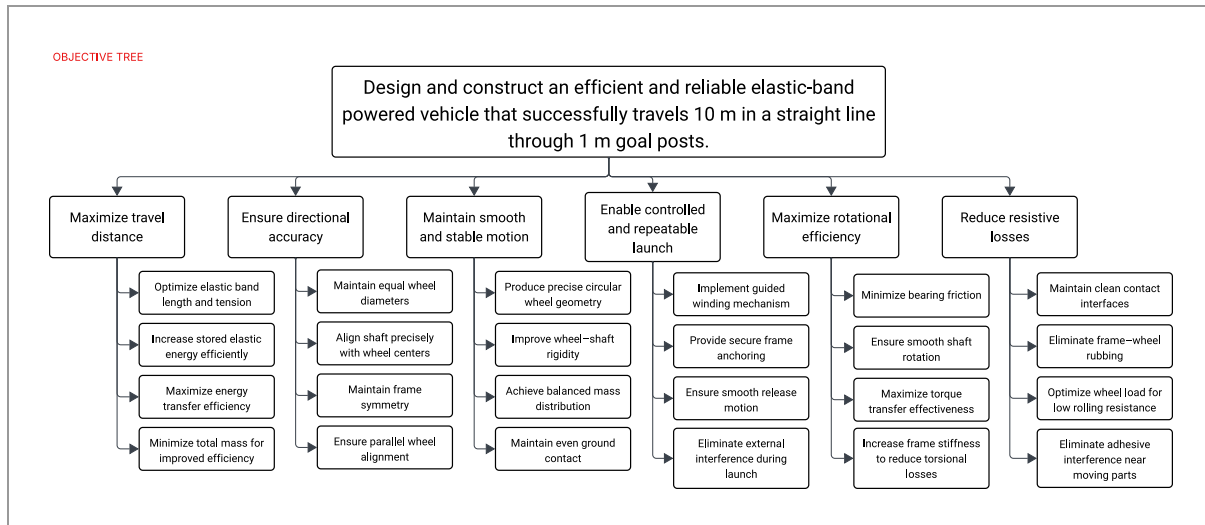 OBJECTIVE TREE
Design and construct an efficient and reliable elastic-band
powered vehicle that successfully travels 10 m in a straight line
through 1 m goal posts.
Maximize travel
distance
Optimize elastic band
length and tension
Increase stored elastic
energy efficiently
Maximize energy
transfer efficiency
Minimize total mass for
improved efficiency
Ensure directional
accuracy
Maintain equal wheel
diameters
Align shaft precisely
with wheel centers
Maintain frame
symmetry
Ensure parallel wheel
alignment
Maintain smooth
and stable motion
Produce precise circular
wheel geometry
Improve wheel–shaft
rigidity
Achieve balanced mass
distribution
Maintain even ground
contact
Enable controlled
and repeatable
launch
Implement guided
winding mechanism
Provide secure frame
anchoring
Ensure smooth release
motion
Eliminate external
interference during
launch
Maximize rotational
efficiency
Minimize bearing friction
Ensure smooth shaft
rotation
Maximize torque
transfer effectiveness
Increase frame stiffness
to reduce torsional
losses
Reduce resistive
losses
Maintain clean contact
interfaces
Eliminate frame–wheel
rubbing
Optimize wheel load for
low rolling resistance
Eliminate adhesive
interference near
moving parts